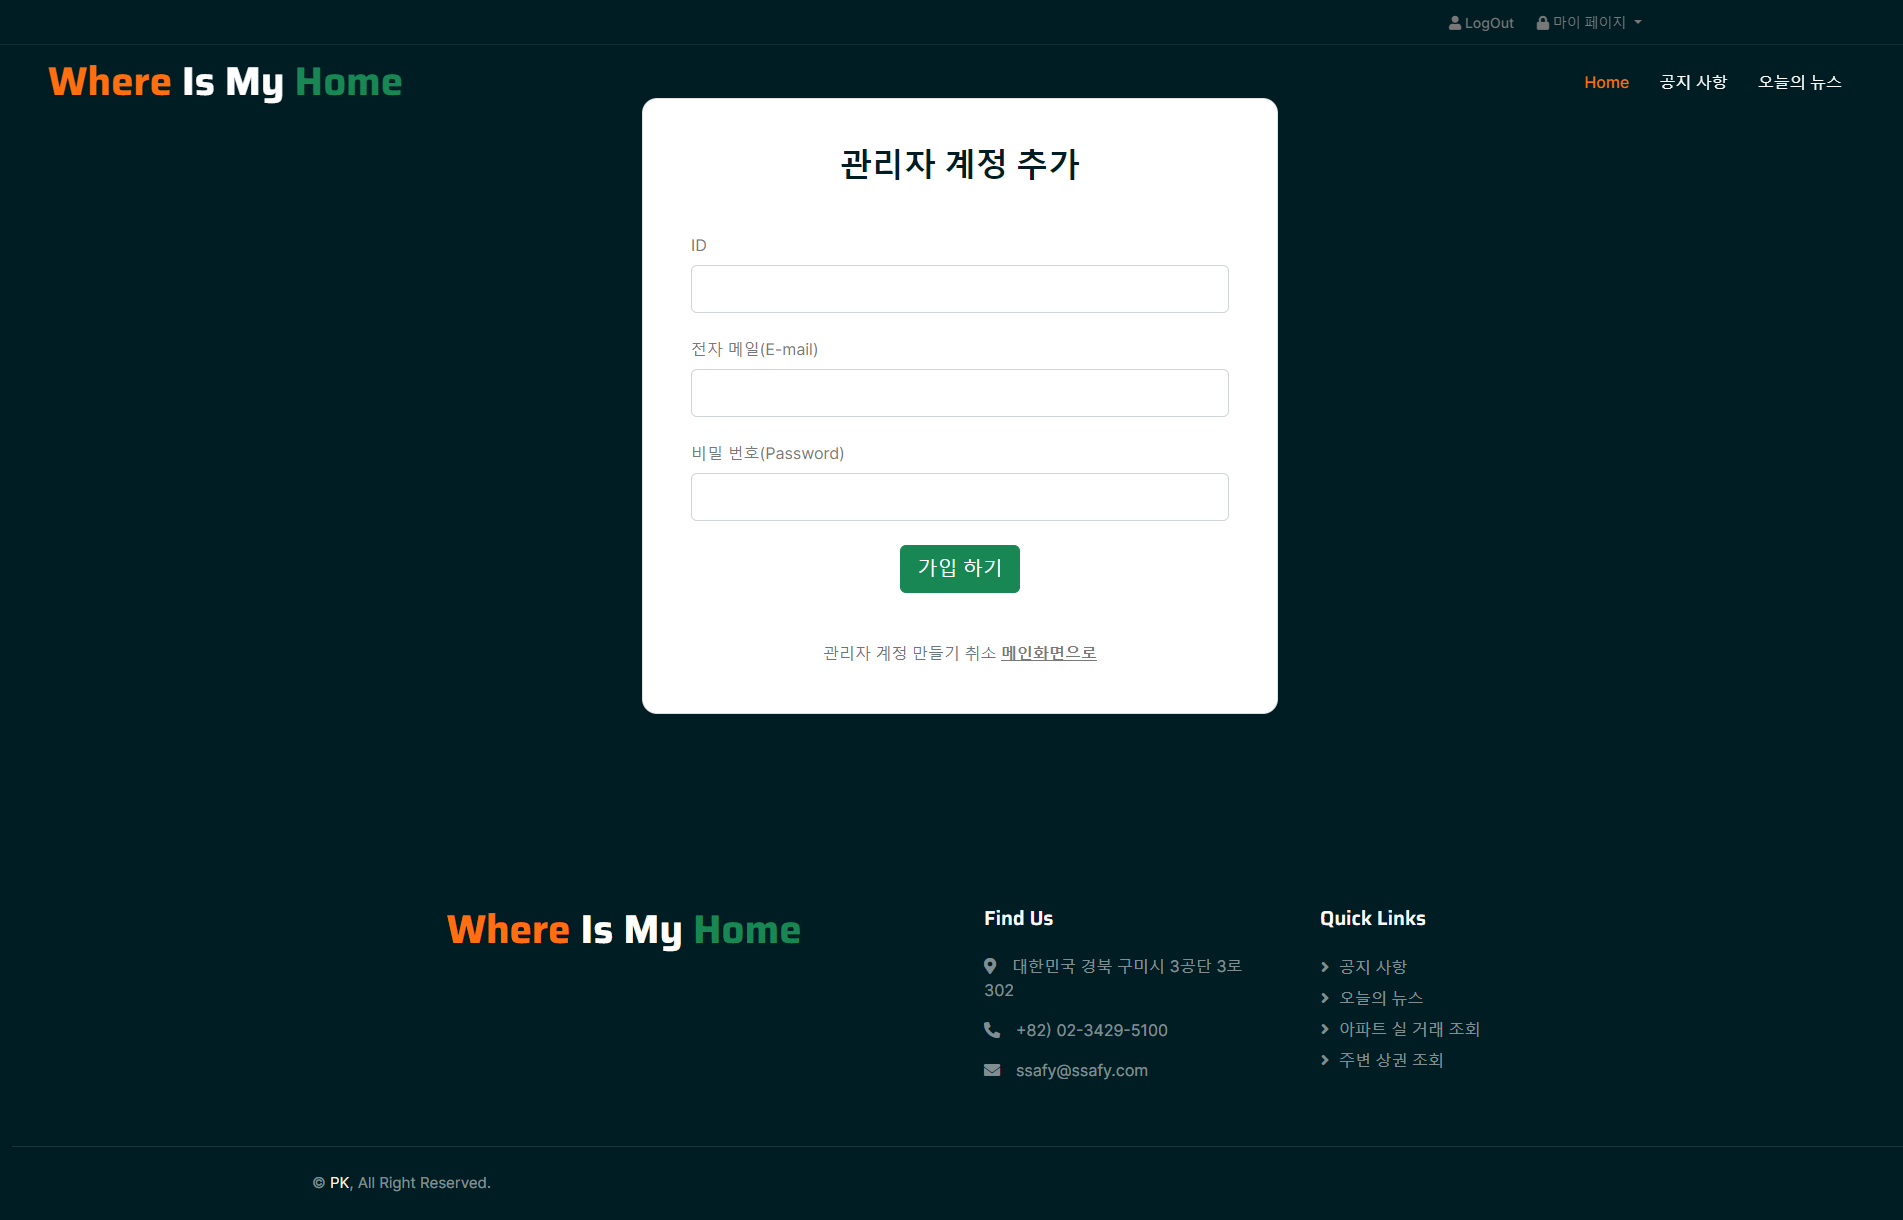 LogOut 마이 페이지
Where Is My Home
Home 공지 사항 오늘의 뉴스
관리자 계정 추가
ID
전자 메일(E-mail)
비밀 번호(Password)
가입 하기
관리자 계정 만들기 취소 메인화면으로
Where Is My Home
Find Us
대한민국 경북 구미시 3공단 3로
302
+82) 02-3429-5100
ssafy@ssafy.com
Quick Links
공지 사항
오늘의 뉴스
아파트 실 거래 조회
주변 상권 조회
© PK, All Right Reserved.